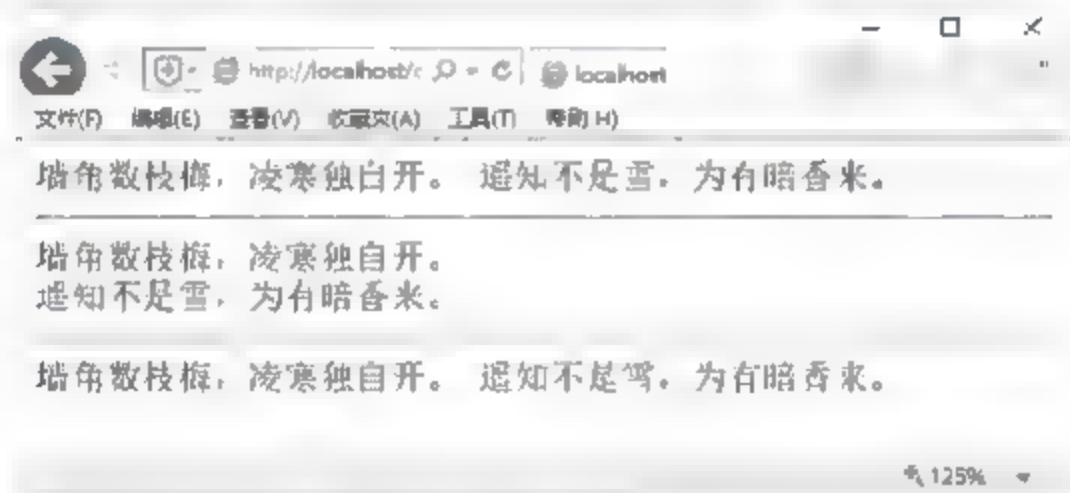 http://localhost/c localhost
文件(F) 编辑(E) 查看(V) 收藏夹(A) 工具(T) 帮助(H)
墙角数枝梅，凌寒独自开。 遥知不是雪，为有暗香来。
墙角数枝梅，凌寒独自开。
遥知不是雪，为有暗香来。
墙角数枝梅，凌寒独自开。 遥知不是雪，为有暗香来。
125%